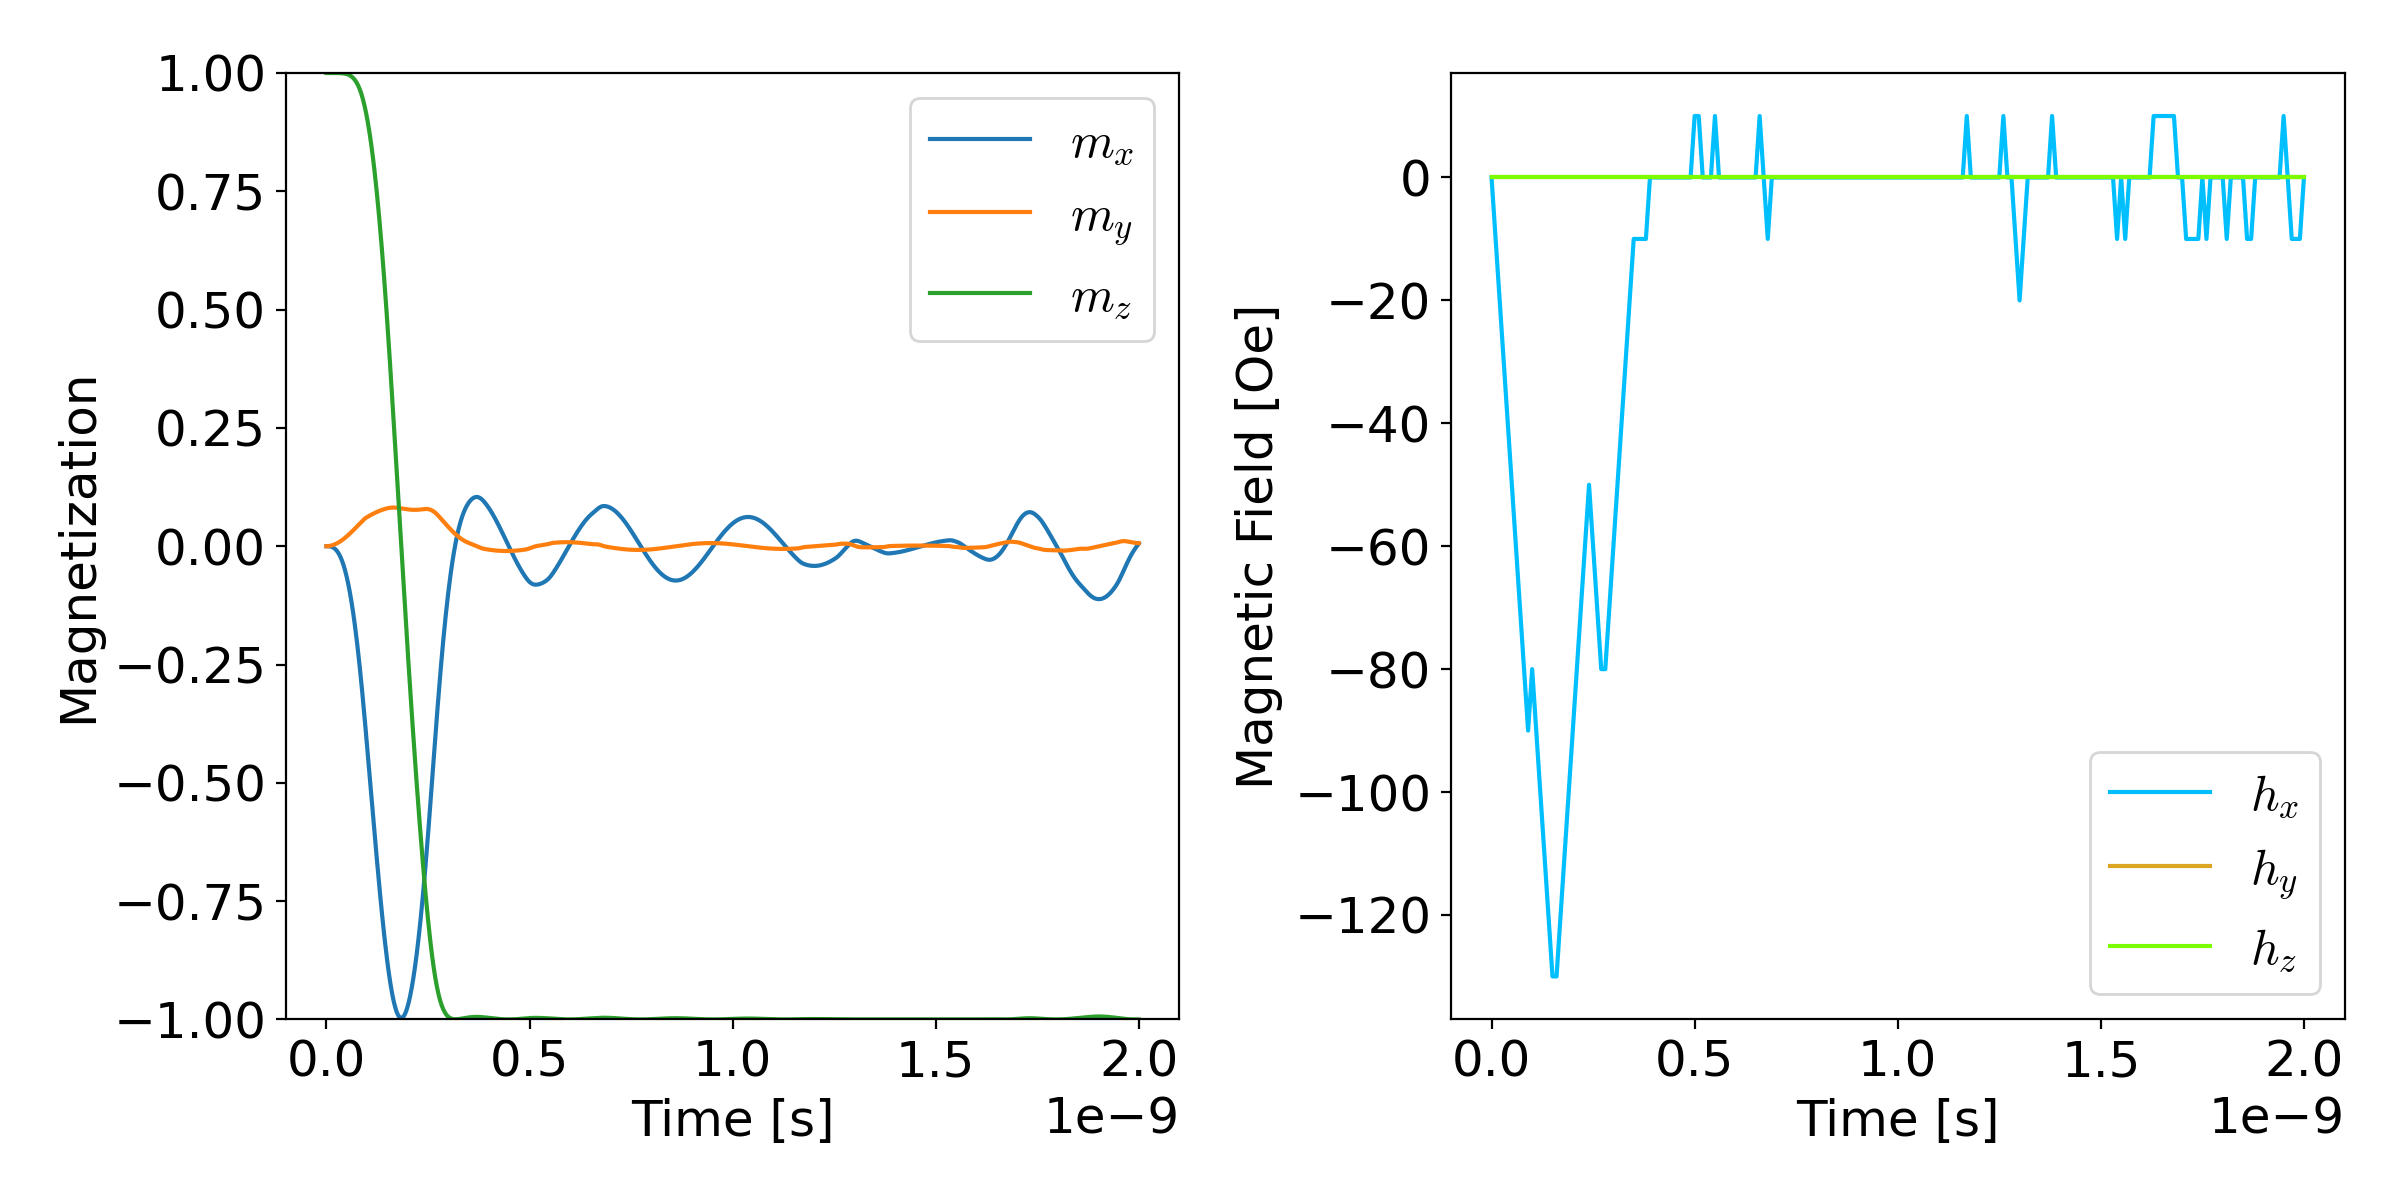 Magnetization
1.00
0.75
0.50
0.25
0.00
−0.25
−0.50
−0.75
−1.00
0.0 0.5 1.0 1.5 2.0
Time [s]
1e−9
m_x
m_y
m_z
Magnetic Field [Oe]
0
−20
−40
−60
−80
−100
−120
0.0 0.5 1.0 1.5 2.0
Time [s]
1e−9
h_x
h_y
h_z